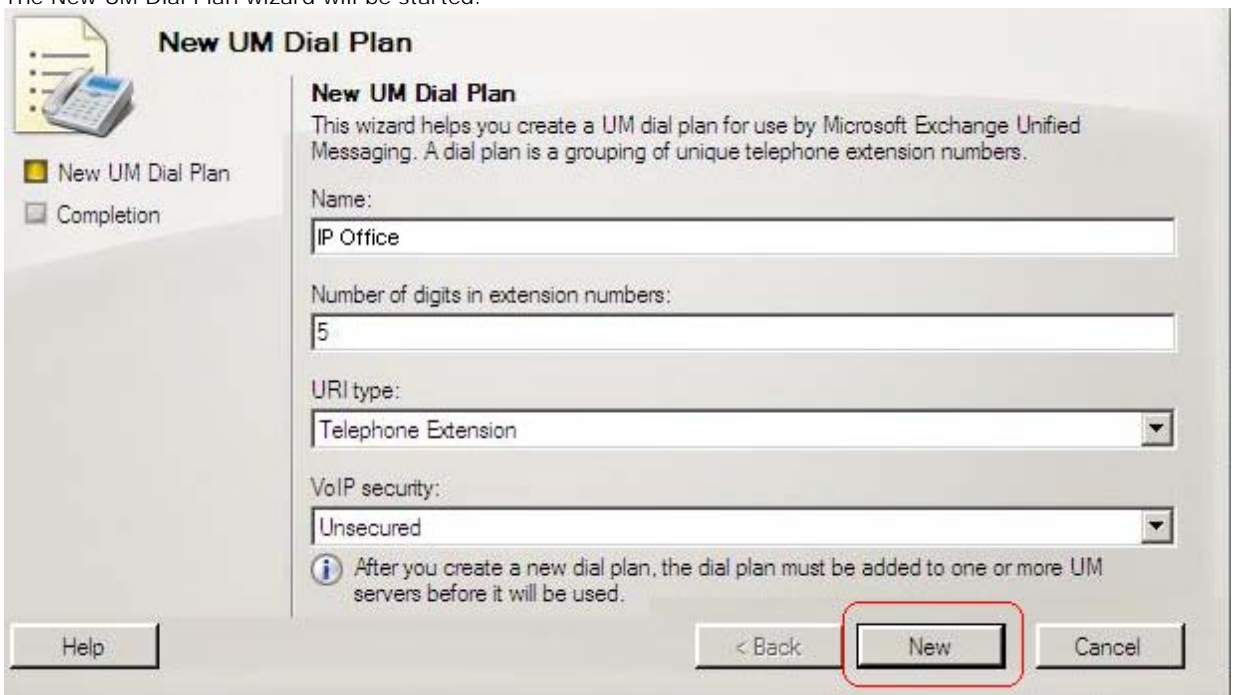 The New UM Dial Plan wizard will be started.
New UM Dial Plan
New UM Dial Plan
Completion
New UM Dial Plan
This wizard helps you create a UM dial plan for use by Microsoft Exchange Unified
Messaging. A dial plan is a grouping of unique telephone extension numbers.
Name:
IP Office
Number of digits in extension numbers:
5
URI type:
Telephone Extension
VoIP security:
Unsecured
After you create a new dial plan, the dial plan must be added to one or more UM
servers before it will be used.
Help
< Back
New
Cancel